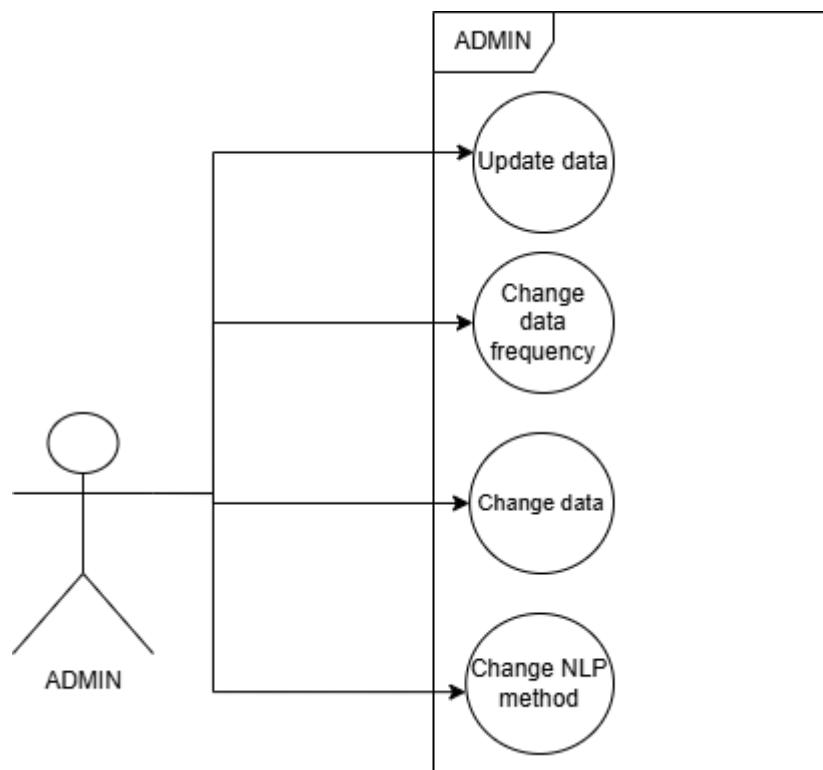 ADMIN
Update data
Change
data
frequency
Change data
Change NLP
method
ADMIN